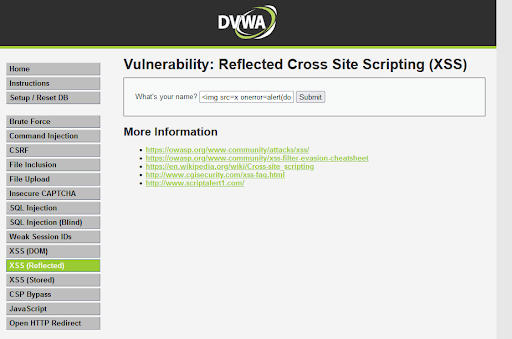 DVWA
Vulnerability: Reflected Cross Site Scripting (XSS)
Home
Instructions
Setup / Reset DB
Brute Force
Command Injection
CSRF
File Inclusion
File Upload
Insecure CAPTCHA
SQL Injection
SQL Injection (Blind)
Weak Session IDs
XSS (DOM)
XSS (Reflected)
XSS (Stored)
CSP Bypass
JavaScript
Open HTTP Redirect
What's your name? <img src=x onerror=alert(do Submit
More Information
https://owasp.org/www-community/attacks/xss/
https://owasp.org/www-community/xss-filter-evasion-cheatsheet
https://en.wikipedia.org/wiki/Cross-site_scripting
http://www.cgisecurity.com/xss-faq.html
http://www.scriptalert1.com/